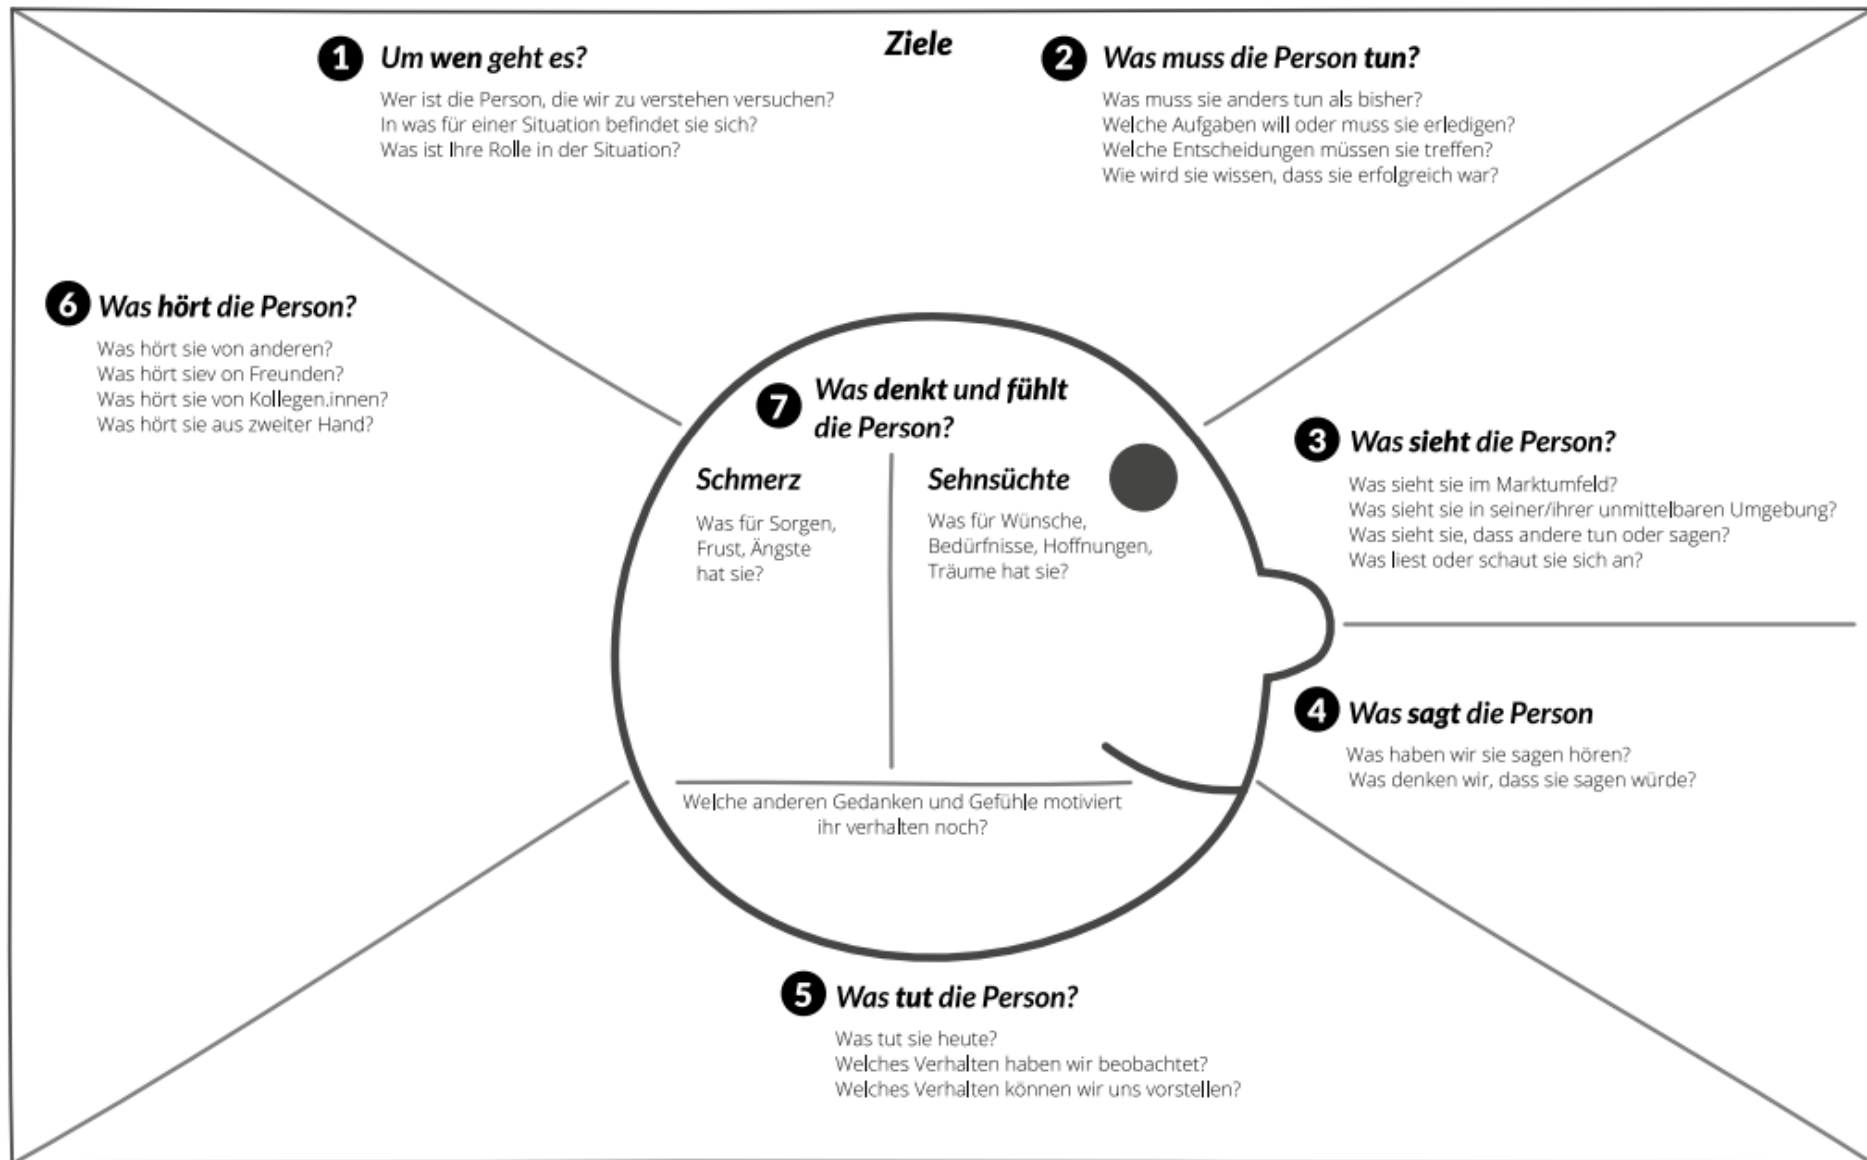 Ziele
1 Um wen geht es?
Wer ist die Person, die wir zu verstehen versuchen?
In was für einer Situation befindet sie sich?
Was ist Ihre Rolle in der Situation?
2 Was muss die Person tun?
Was muss sie anders tun als bisher?
Welche Aufgaben will oder muss sie erledigen?
Welche Entscheidungen müssen sie treffen?
Wie wird sie wissen, dass sie erfolgreich war?
3 Was sieht die Person?
Was sieht sie im Marktumfeld?
Was sieht sie in seiner/ihrer unmittelbaren Umgebung?
Was sieht sie, dass andere tun oder sagen?
Was liest oder schaut sie sich an?
4 Was sagt die Person
Was haben wir sie sagen hören?
Was denken wir, dass sie sagen würde?
5 Was tut die Person?
Was tut sie heute?
Welches Verhalten haben wir beobachtet?
Welches Verhalten können wir uns vorstellen?
6 Was hört die Person?
Was hört sie von anderen?
Was hört siev on Freunden?
Was hört sie von Kollegen.innen?
Was hört sie aus zweiter Hand?
7 Was denkt und fühlt
die Person?
Schmerz
Was für Sorgen,
Frust, Ängste
hat sie?
Sehnsüchte
Was für Wünsche,
Bedürfnisse, Hoffnungen,
Träume hat sie?
Welche anderen Gedanken und Gefühle motiviert
ihr verhalten noch?